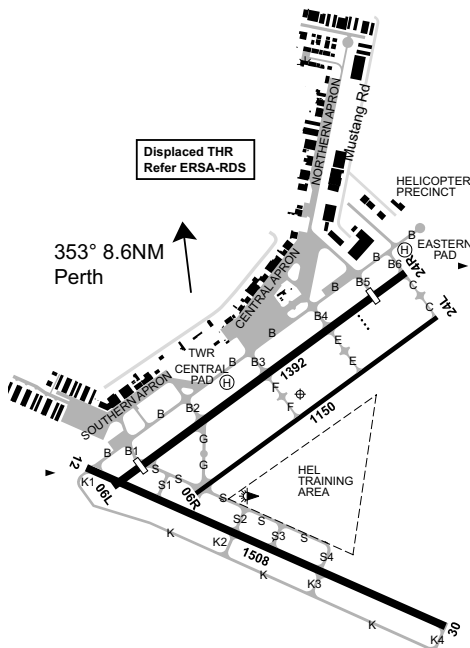 K
Mustang Rd
NORTHERN APRON
Displaced THR
Refer ERSA-RDS
HELICOPTER
PRECINCT
353° 8.6NM
Perth
B
H
EASTERN
PAD
24R
B6
B
B5
B
C
C
24L
CENTRAL APRON
B4
B
E
E
TWR
CENTRAL
PAD
H
B
B3
1392
F
F
1150
SOUTHERN APRON
B
B2
G
G
B
B1
12
K1
06L
S
S1
06R
S
HEL
TRAINING
AREA
S2
S
S3
S
S4
K
K2
1508
K
K3
K
30
K4